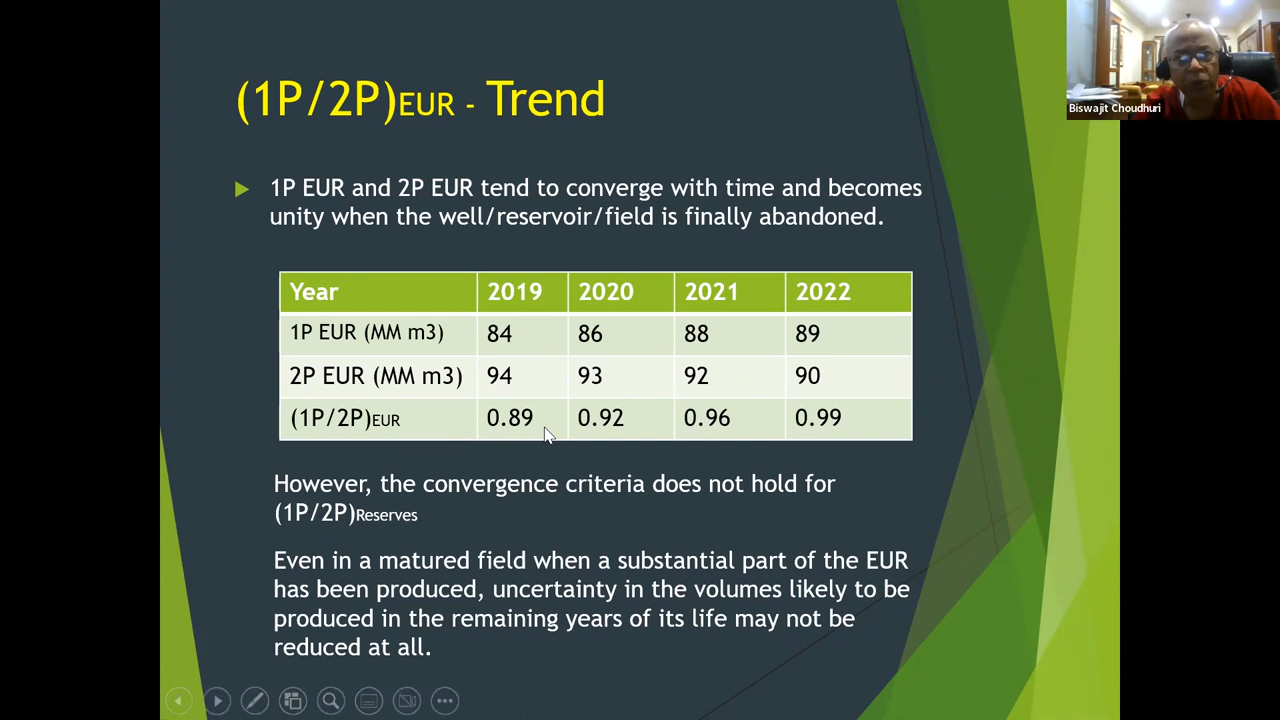 (1P/2P)EUR - Trend
Biswajit Choudhuri
1P EUR and 2P EUR tend to converge with time and becomes
unity when the well/reservoir/field is finally abandoned.
Year 2019 2020 2021 2022
1P EUR (MM m3) 84 86 88 89
2P EUR (MM m3) 94 93 92 90
(1P/2P)EUR 0.89 0.92 0.96 0.99
However, the convergence criteria does not hold for
(1P/2P)Reserves
Even in a matured field when a substantial part of the EUR
has been produced, uncertainty in the volumes likely to be
produced in the remaining years of its life may not be
reduced at all.